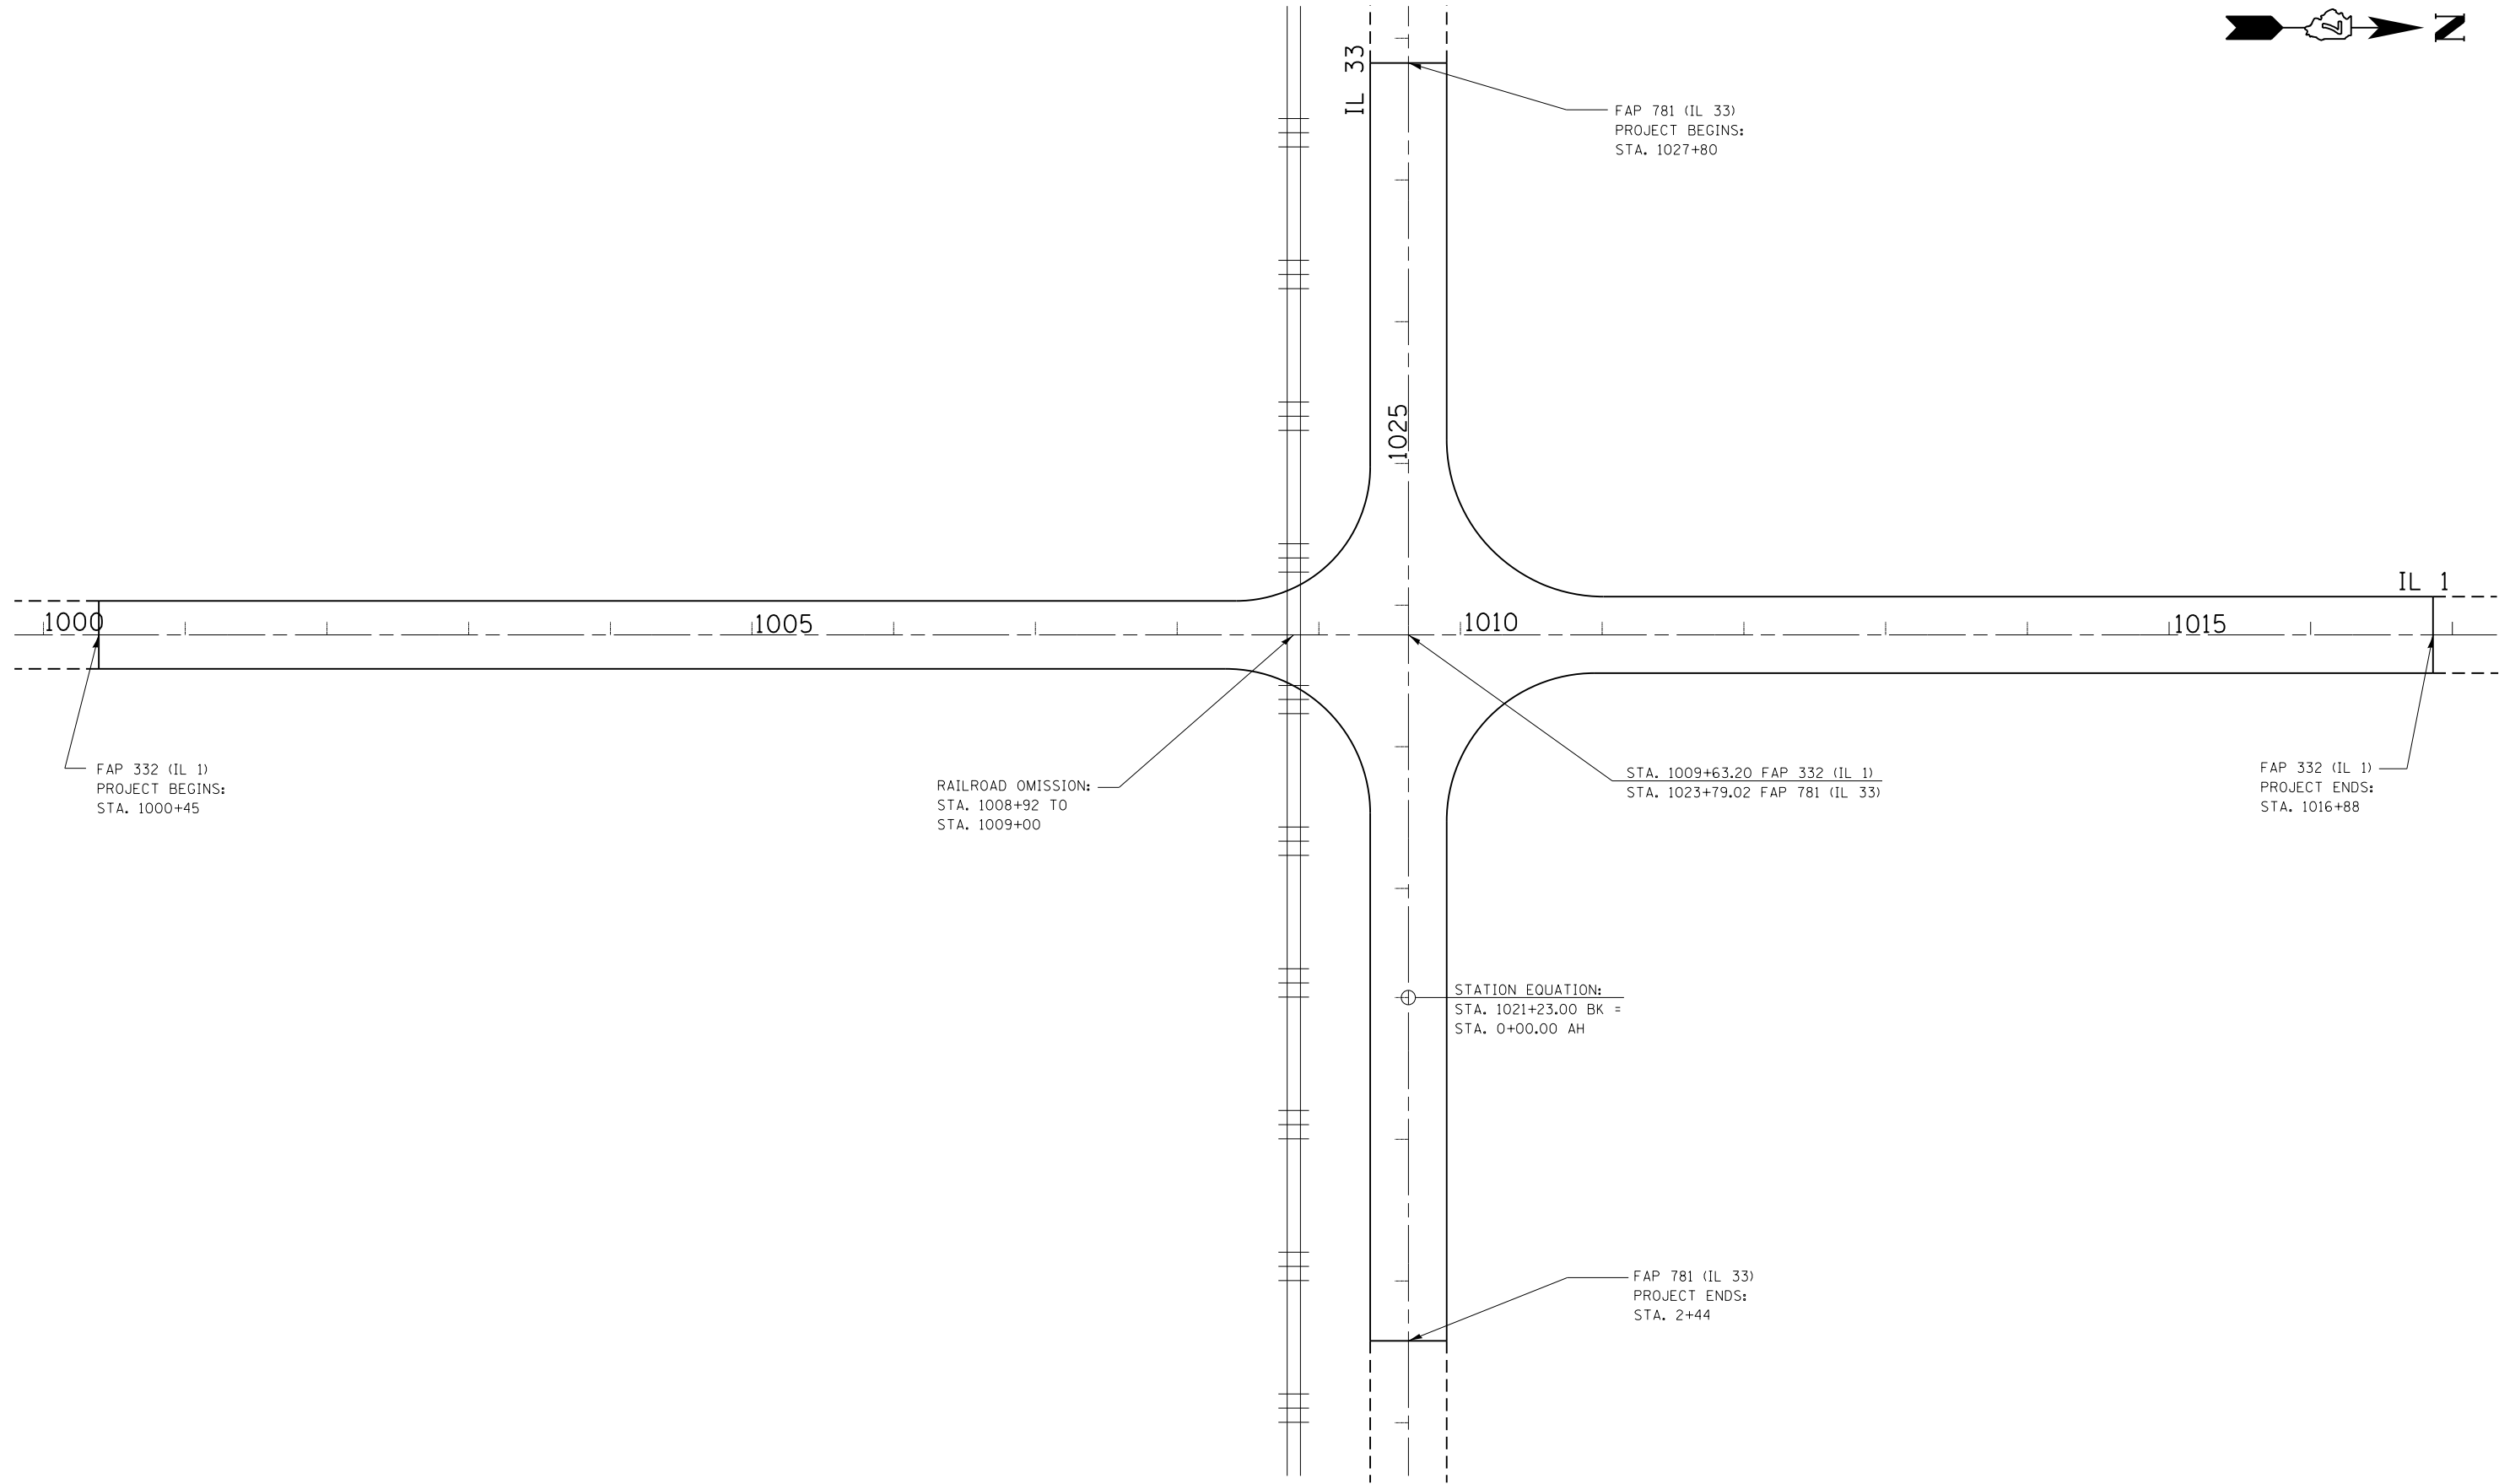 N
7
IL 33
FAP 781 (IL 33)
PROJECT BEGINS:
STA. 1027+80
1025
IL 1
1000
1005
1010
1015
FAP 332 (IL 1)
PROJECT BEGINS:
STA. 1000+45
RAILROAD OMISSION:
STA. 1008+92 TO
STA. 1009+00
STA. 1009+63.20 FAP 332 (IL 1)
STA. 1023+79.02 FAP 781 (IL 33)
FAP 332 (IL 1)
PROJECT ENDS:
STA. 1016+88
STATION EQUATION:
STA. 1021+23.00 BK =
STA. 0+00.00 AH
FAP 781 (IL 33)
PROJECT ENDS:
STA. 2+44